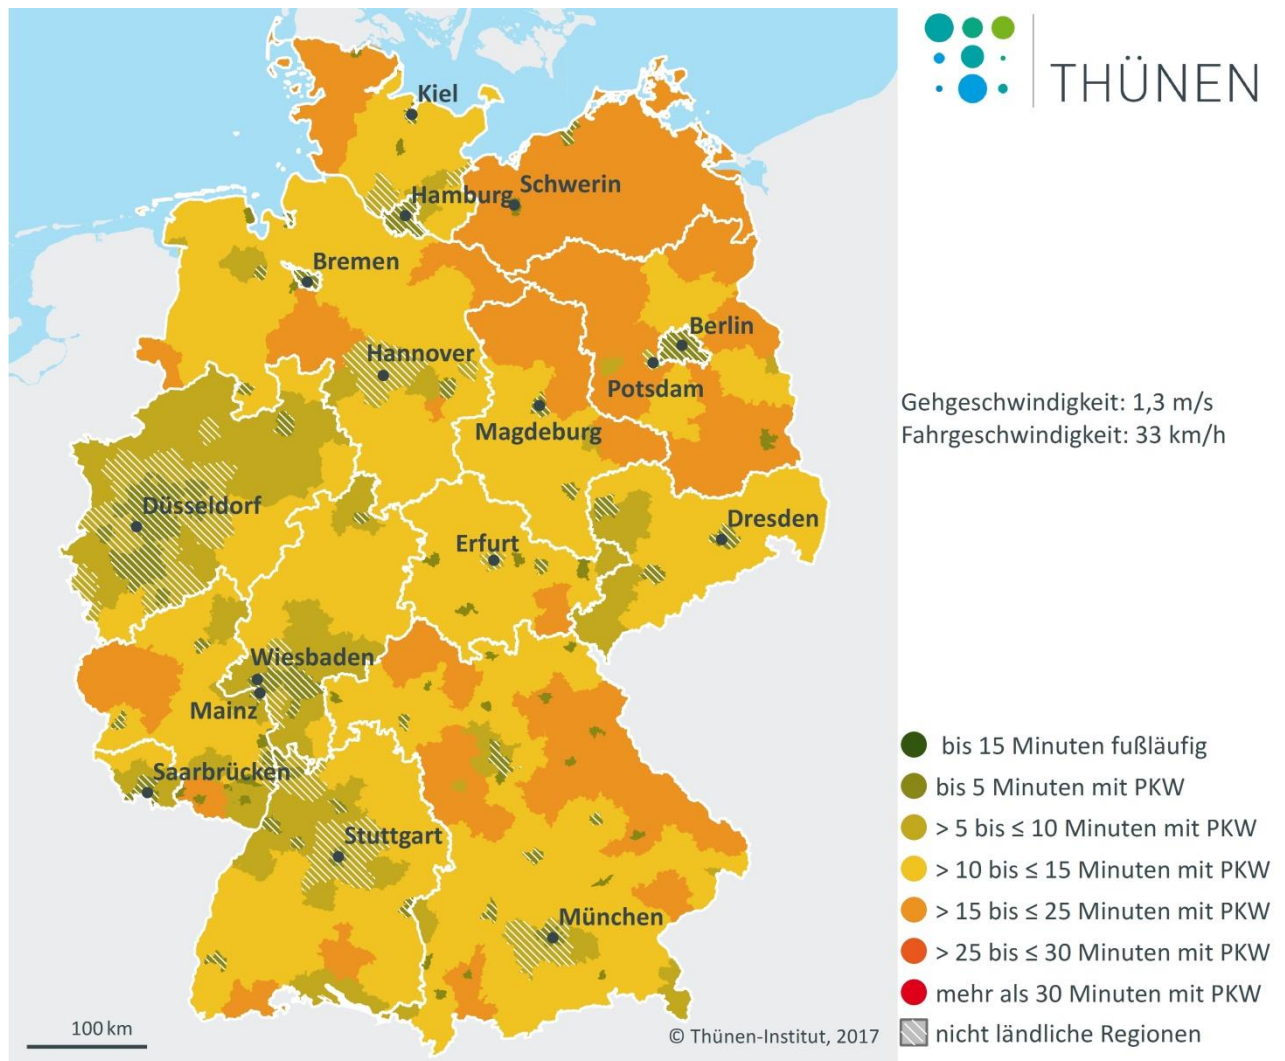 THÜNEN
Kiel
Hamburg
Schwerin
Bremen
Berlin
Hannover
Potsdam
Magdeburg
Düsseldorf
Dresden
Erfurt
Wiesbaden
Mainz
Saarbrücken
Stuttgart
München
Gehgeschwindigkeit: 1,3 m/s
Fahrgeschwindigkeit: 33 km/h
bis 15 Minuten fußläufig
bis 5 Minuten mit PKW
> 5 bis ≤ 10 Minuten mit PKW
> 10 bis ≤ 15 Minuten mit PKW
> 15 bis ≤ 25 Minuten mit PKW
> 25 bis ≤ 30 Minuten mit PKW
mehr als 30 Minuten mit PKW
nicht ländliche Regionen
100 km
© Thünen-Institut, 2017